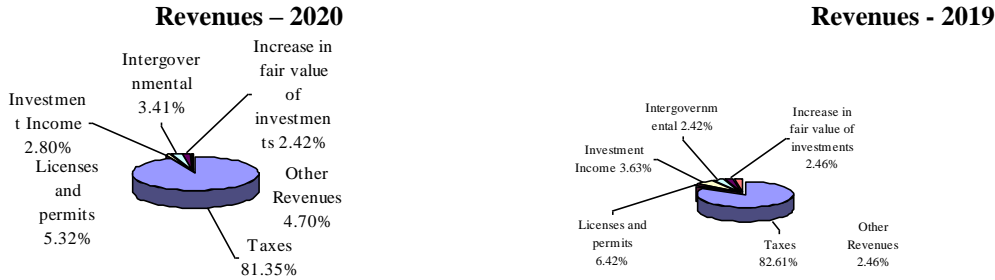 Revenues – 2020
Intergover
nmental
3.41%
Increase in
fair value
of
investmen
ts 2.42%
Investmen
t Income
2.80%
Licenses
and
permits
5.32%
Other
Revenues
4.70%
Taxes
81.35%
Revenues - 2019
Intergovernm
ental 2.42%
Increase in
fair value of
investments
2.46%
Investment
Income 3.63%
Licenses and
permits
6.42%
Taxes
82.61%
Other
Revenues
2.46%